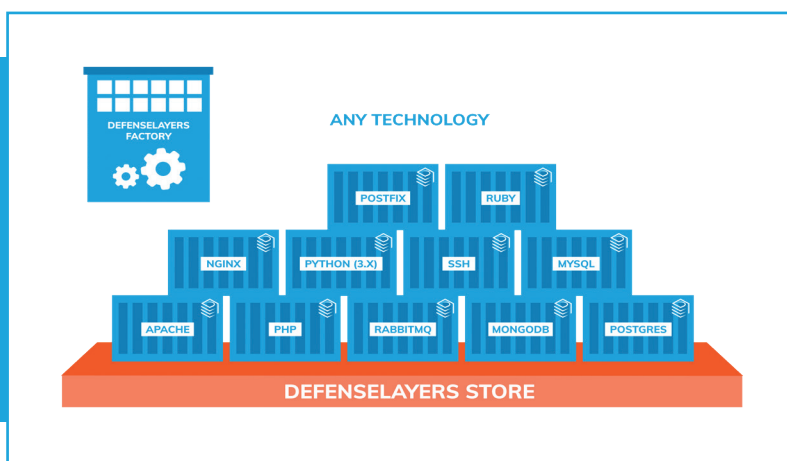 DEFENSELAYERS
FACTORY
ANY TECHNOLOGY
POSTFIX
RUBY
NGINX
PYTHON (3.X)
SSH
MYSQL
APACHE
PHP
RABBITMQ
MONGODB
POSTGRES
DEFENSELAYERS STORE